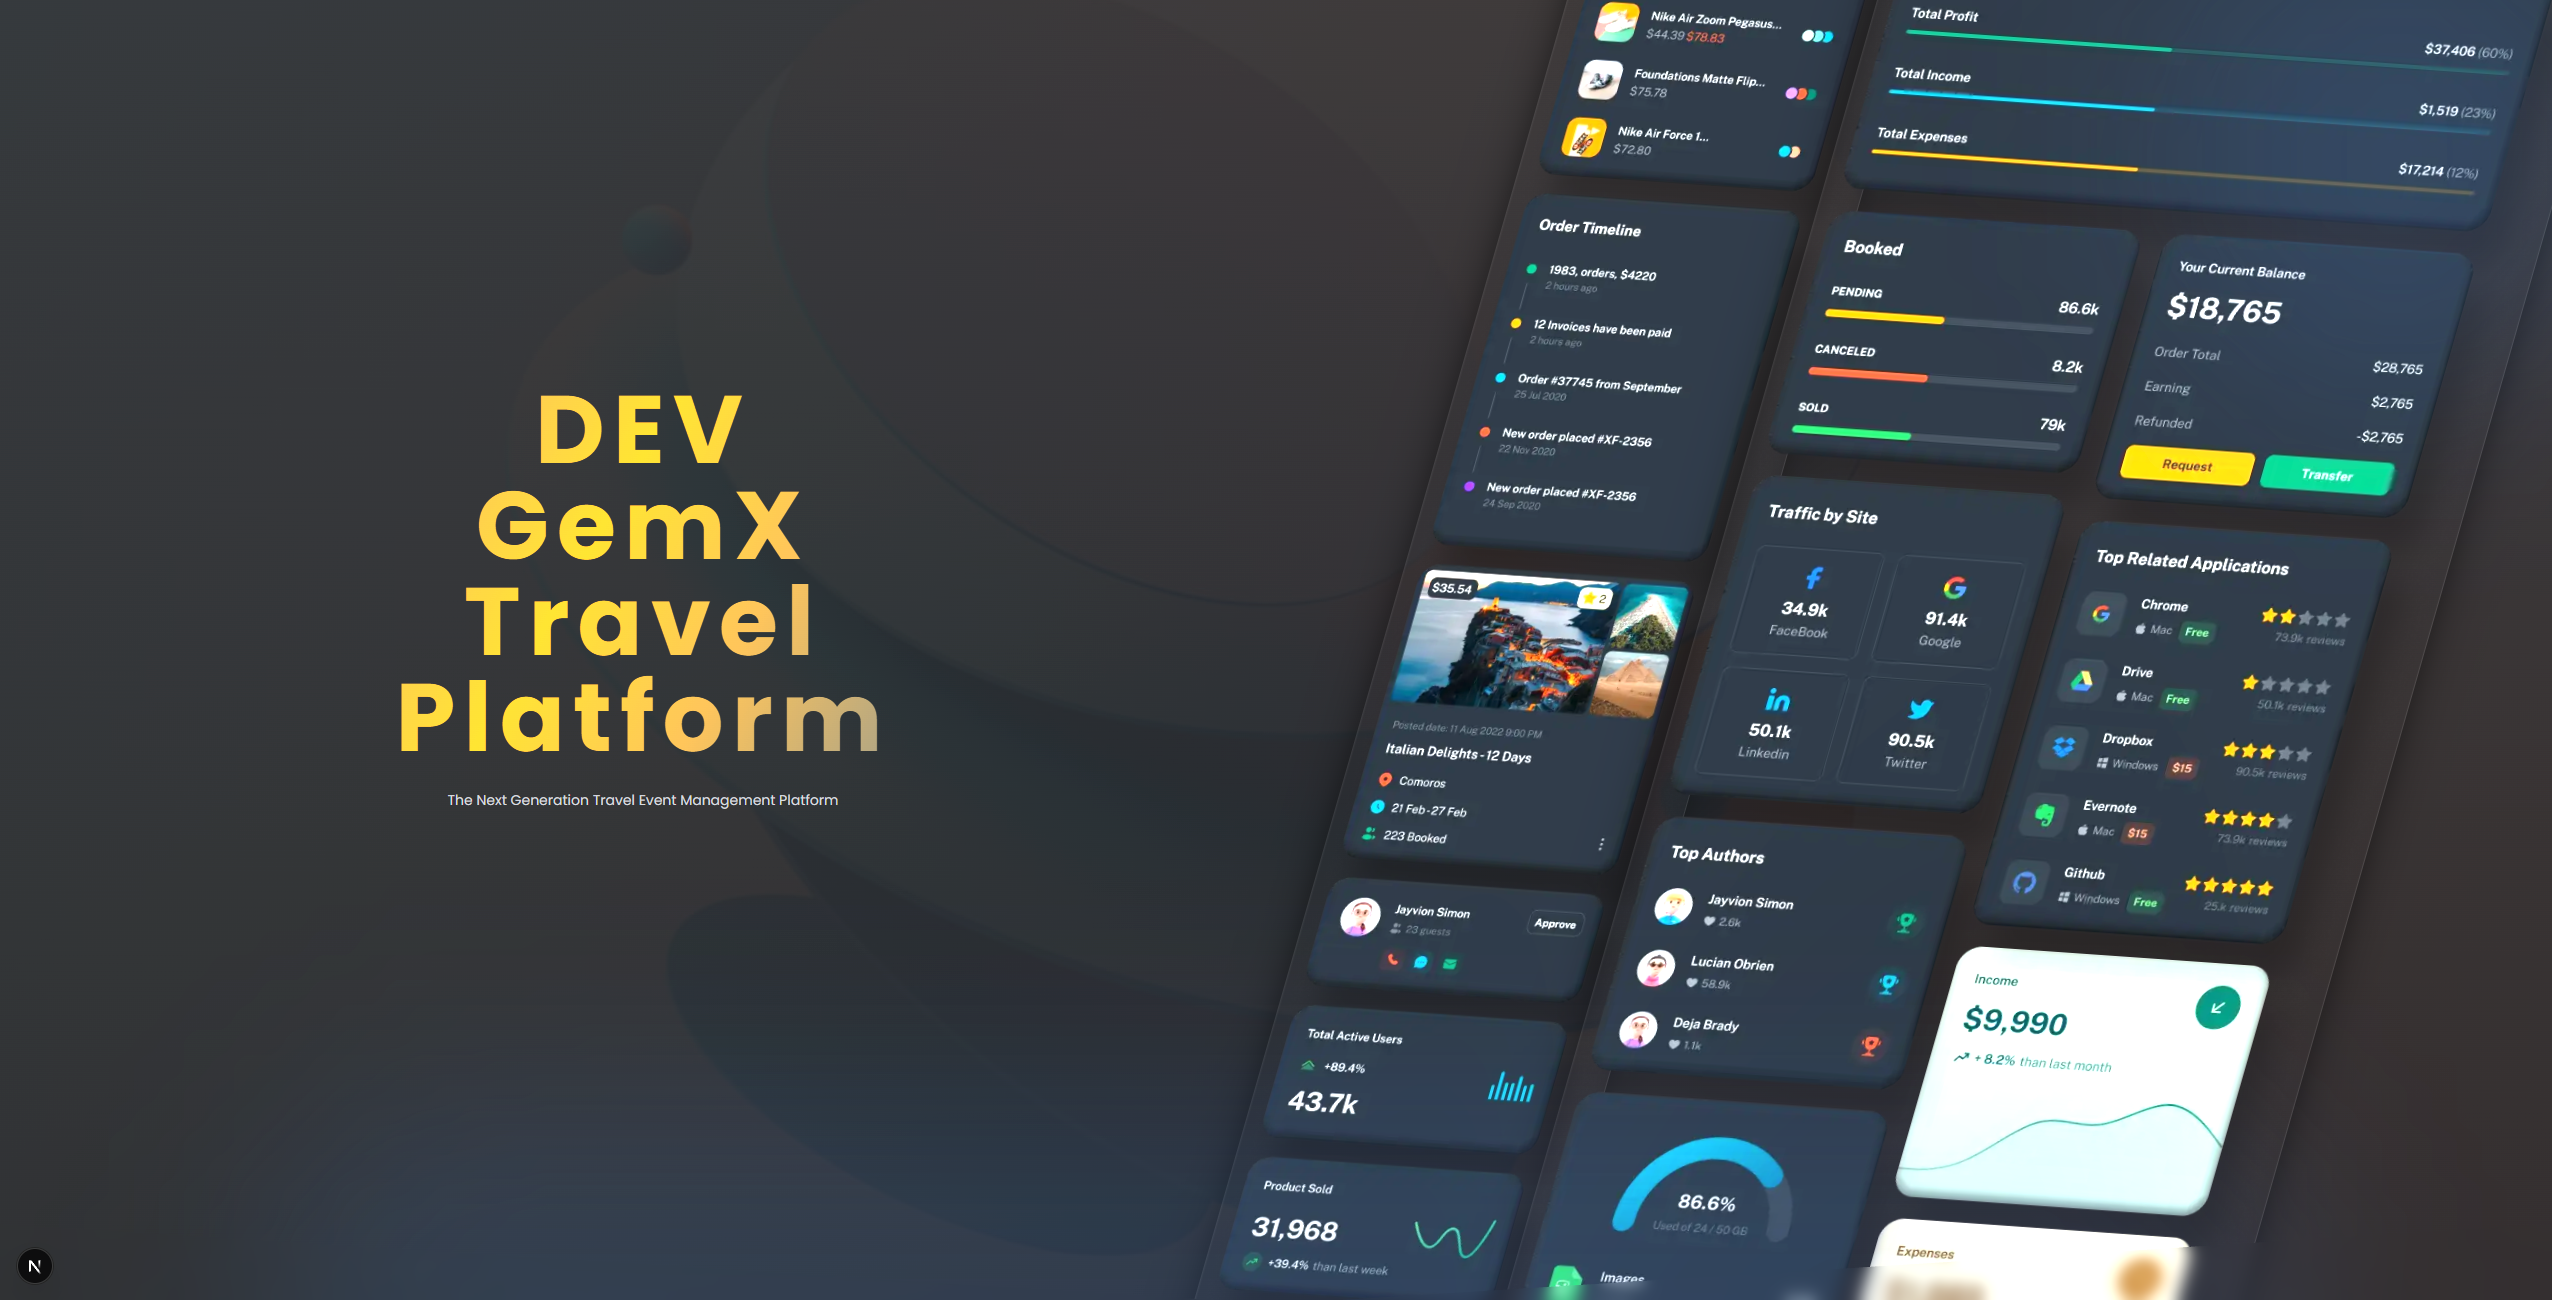 DEV
GemX
Travel
Platform
The Next Generation Travel Event Management Platform
Nike Air Zoom Pegasus...
$44.39 $78.83
Foundations Matte Flip...
$75.78
Nike Air Force 1...
$72.80
Total Profit
$37,406 (60%)
Total Income
$1,519 (23%)
Total Expenses
$17,214 (12%)
Order Timeline
1983, orders, $4220
2 hours ago
12 Invoices have been paid
2 hours ago
Order #37745 from September
25 Jul 2020
New order placed #XF-2356
22 Nov 2020
New order placed #XF-2356
24 Sep 2020
Booked
PENDING
86.6k
CANCELED
8.2k
SOLD
79k
Your Current Balance
$18,765
Order Total
$28,765
Earning
$2,765
Refunded
-$2,765
Request
Transfer
$35.54
2
Posted date: 11 Aug 2022 9:00 PM
Italian Delights - 12 Days
Comoros
21 Feb - 27 Feb
223 Booked
Traffic by Site
34.9k
FaceBook
91.4k
Google
50.1k
Linkedin
90.5k
Twitter
Top Related Applications
Chrome
Mac Free
73.9k reviews
Drive
Mac Free
50.1k reviews
Dropbox
Windows $15
90.5k reviews
Evernote
Mac $15
73.9k reviews
Github
Windows Free
25.k reviews
Jayvion Simon
23 guests
Approve
Top Authors
Jayvion Simon
2.6k
Lucian Obrien
58.9k
Deja Brady
1.1k
Total Active Users
+89.4%
43.7k
Income
$9,990
+ 8.2% than last month
Product Sold
31,968
+39.4% than last week
86.6%
Used of 24 / 50 GB
Images
Expenses
N